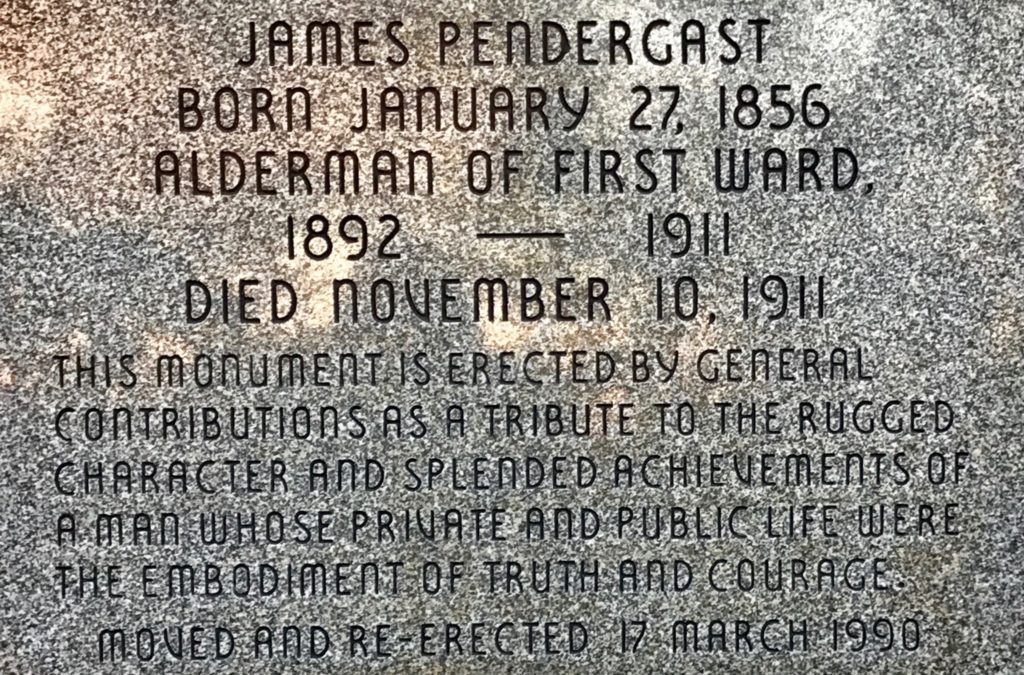 JAMES PENDERGAST
BORN JANUARY 27, 1856
ALDERMAN OF FIRST WARD,
1892 — 1911
DIED NOVEMBER 10, 1911
THIS MONUMENT IS ERECTED BY GENERAL
CONTRIBUTIONS AS A TRIBUTE TO THE RUGGED
CHARACTER AND SPLENDED ACHIEVEMENTS OF
A MAN WHOSE PRIVATE AND PUBLIC LIFE WERE
THE EMBODIMENT OF TRUTH AND COURAGE.
MOVED AND RE-ERECTED 17 MARCH 1990